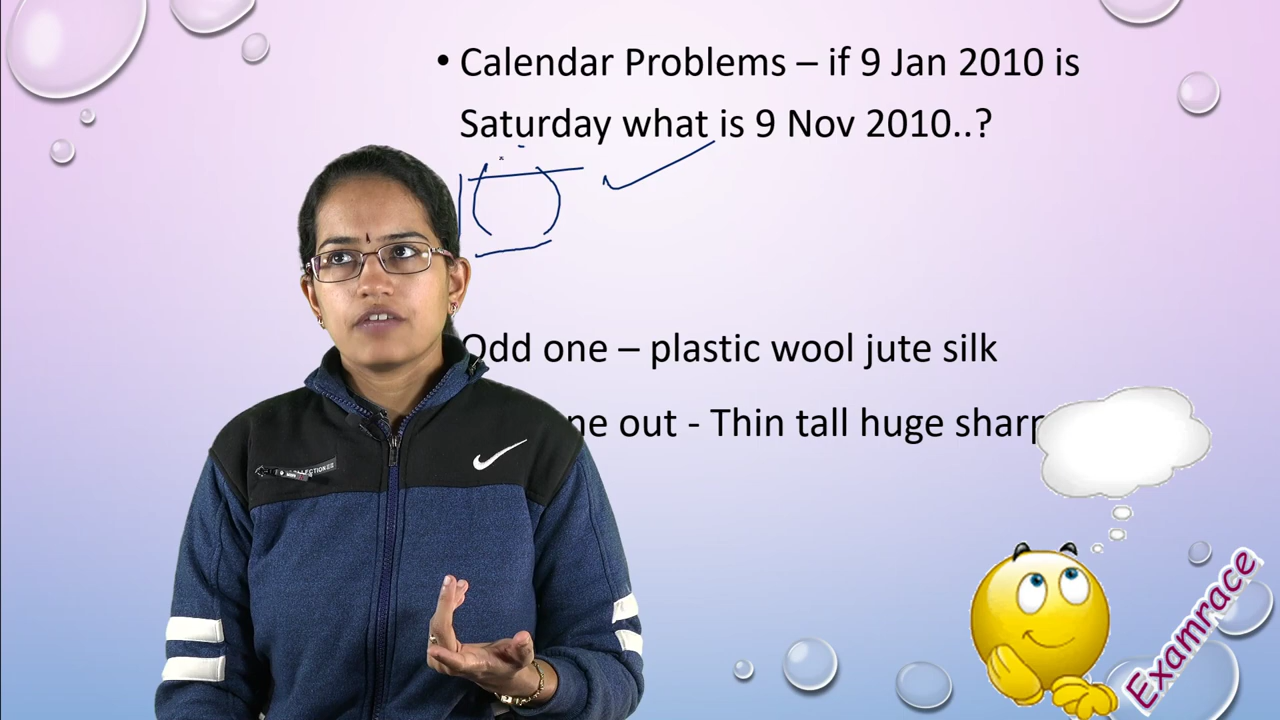 • Calendar Problems – if 9 Jan 2010 is
Saturday what is 9 Nov 2010..?
Odd one – plastic wool jute silk
out - Thin tall huge sharp
Examrace